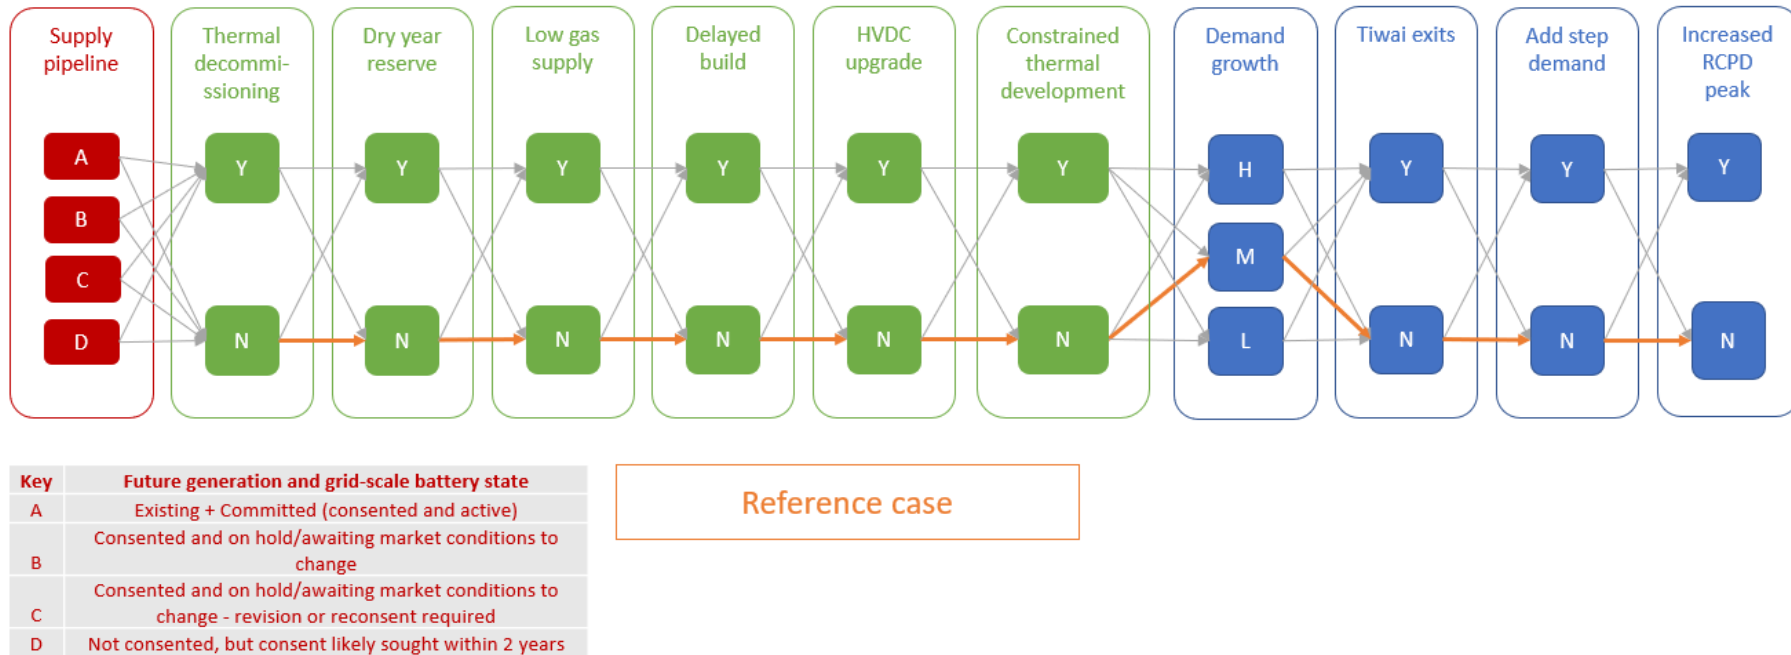 Supply
pipeline
A
B
C
D
Thermal
decommi-
ssioning
Y
N
Dry year
reserve
Y
N
Low gas
supply
Y
N
Delayed
build
Y
N
HVDC
upgrade
Y
N
Constrained
thermal
development
Y
N
Demand
growth
H
M
L
Tiwai exits
Y
N
Add step
demand
Y
N
Increased
RCPD
peak
Y
N
Key Future generation and grid-scale battery state
A Existing + Committed (consented and active)
Consented and on hold/awaiting market conditions to
B change
Consented and on hold/awaiting market conditions to
C change - revision or reconsent required
D Not consented, but consent likely sought within 2 years
Reference case